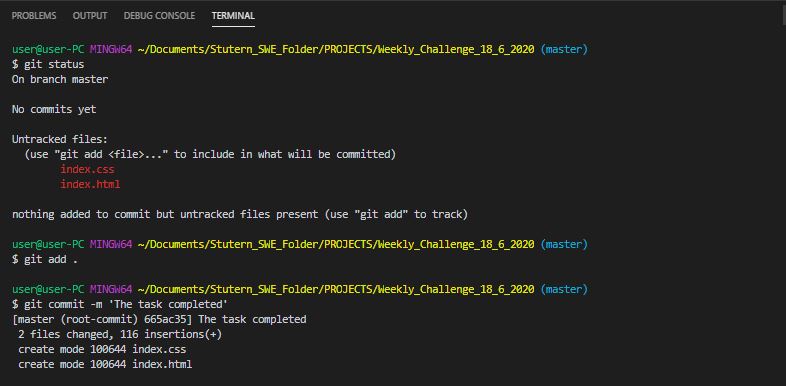 PROBLEMS OUTPUT DEBUG CONSOLE TERMINAL
user@user-PC MINGW64 ~/Documents/Stutern_SWE_Folder/PROJECTS/Weekly_Challenge_18_6_2020 (master)
$ git status
On branch master
No commits yet
Untracked files:
(use "git add <file>..." to include in what will be committed)
index.css
index.html
nothing added to commit but untracked files present (use "git add" to track)
user@user-PC MINGW64 ~/Documents/Stutern_SWE_Folder/PROJECTS/Weekly_Challenge_18_6_2020 (master)
$ git add .
user@user-PC MINGW64 ~/Documents/Stutern_SWE_Folder/PROJECTS/Weekly_Challenge_18_6_2020 (master)
$ git commit -m 'The task completed'
[master (root-commit) 665ac35] The task completed
2 files changed, 116 insertions(+)
create mode 100644 index.css
create mode 100644 index.html